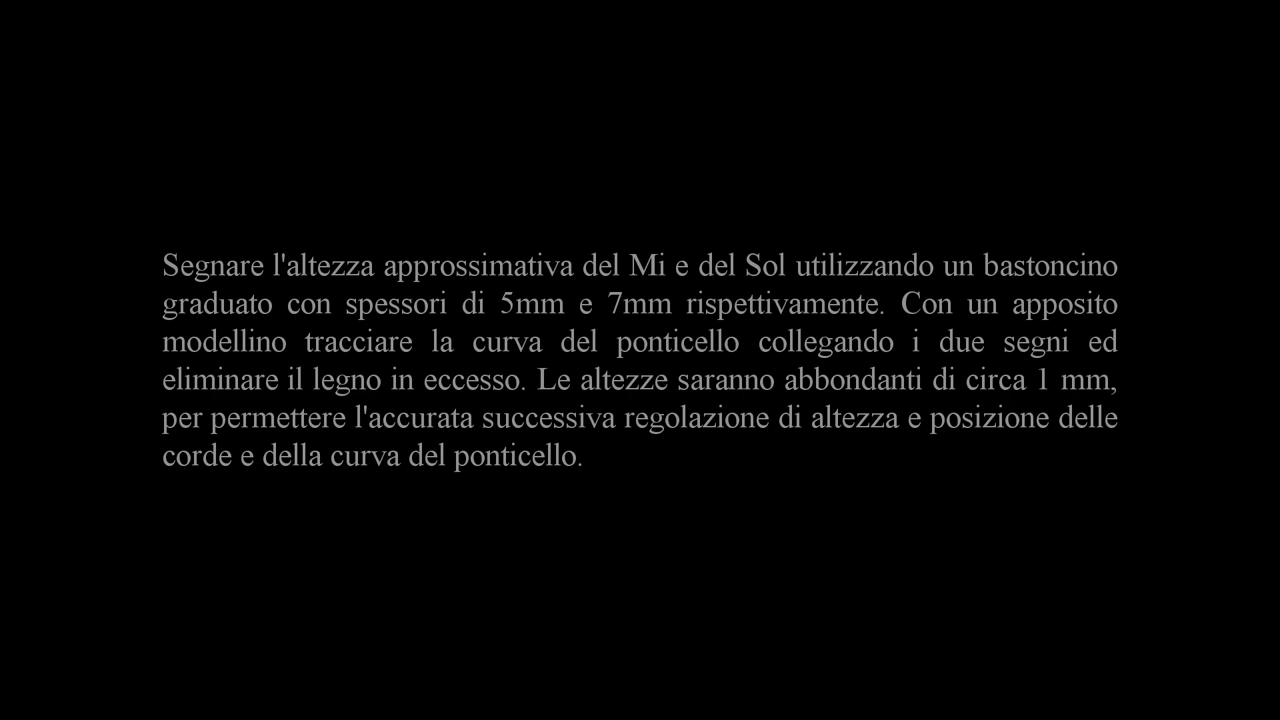 Segnare l'altezza approssimativa del Mi e del Sol utilizzando un bastoncino
graduato con spessori di 5mm e 7mm rispettivamente. Con un apposito
modellino tracciare la curva del ponticello collegando i due segni ed
eliminare il legno in eccesso. Le altezze saranno abbondanti di circa 1 mm,
per permettere l'accurata successiva regolazione di altezza e posizione delle
corde e della curva del ponticello.